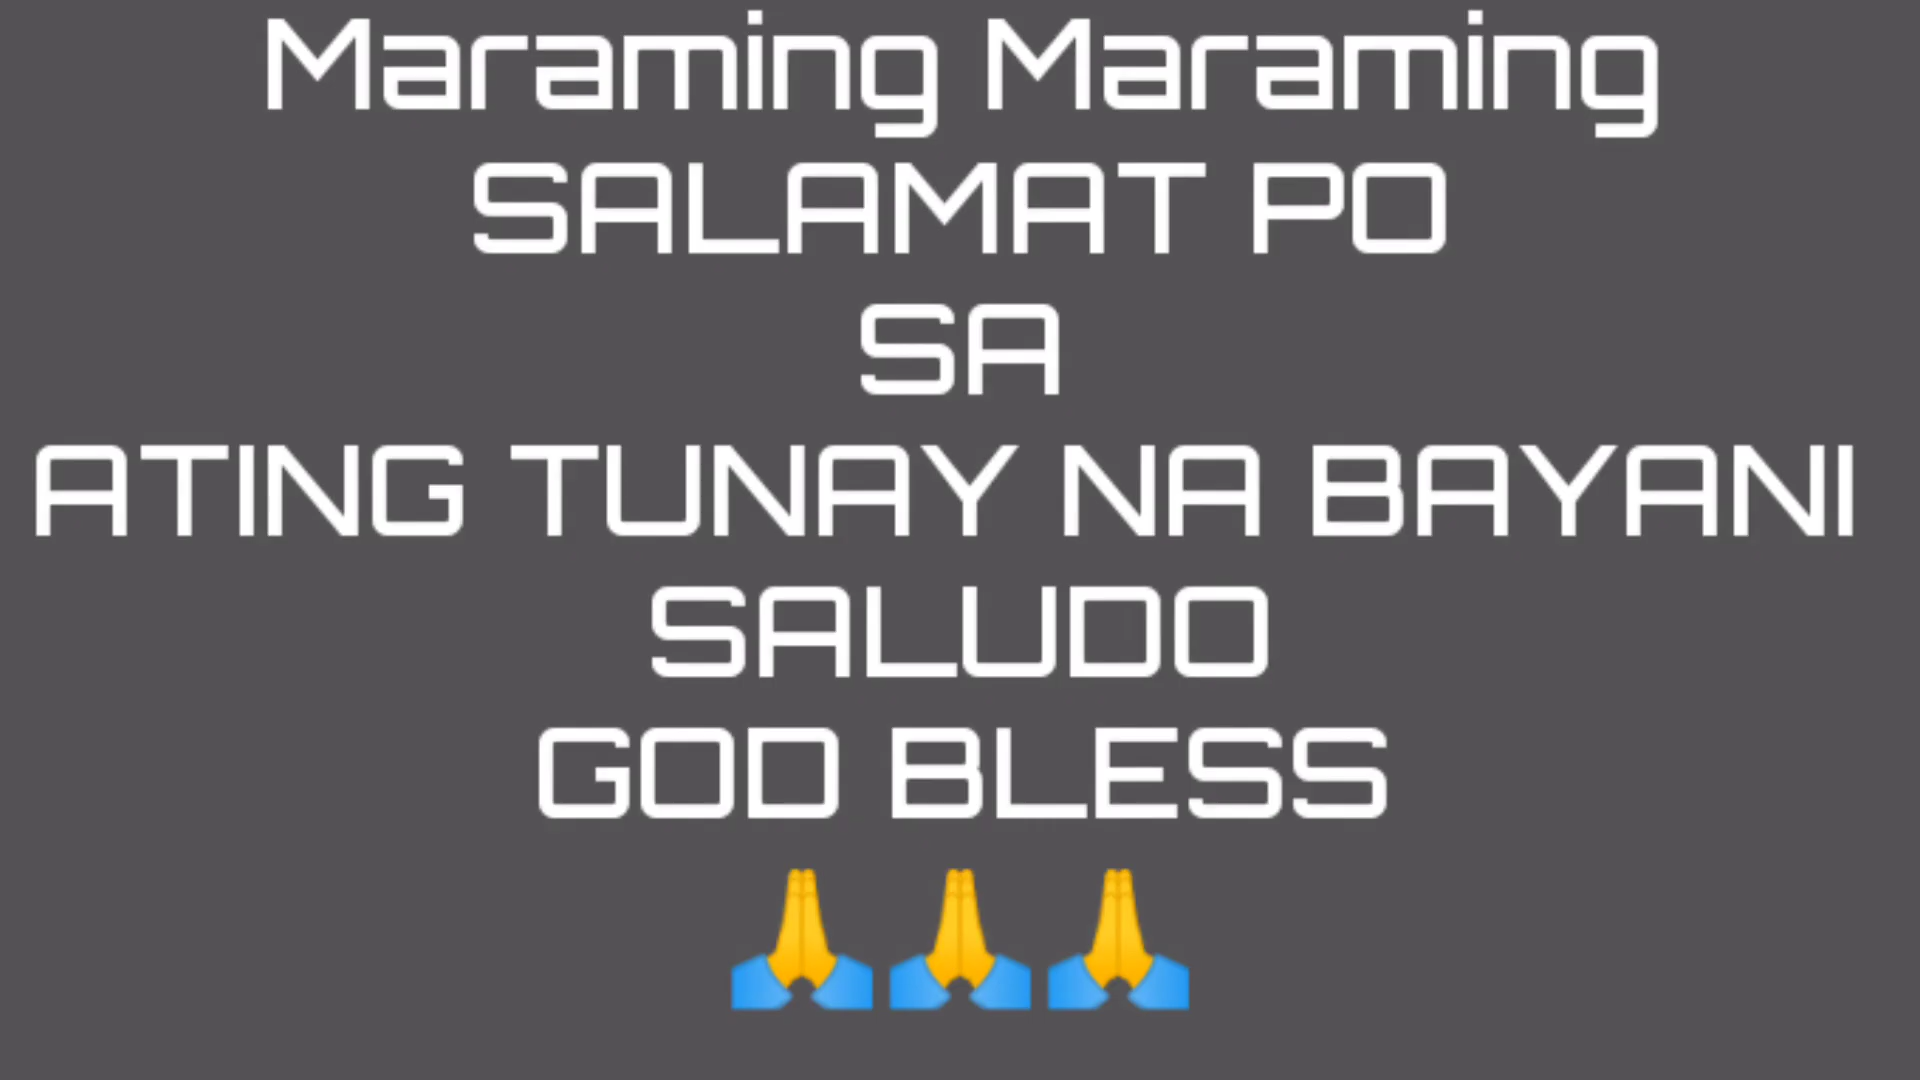 Maraming Maraming
SALAMAT PO
SA
ATING TUNAY NA BAYANI
SALUDO
GOD BLESS
🙏🙏🙏